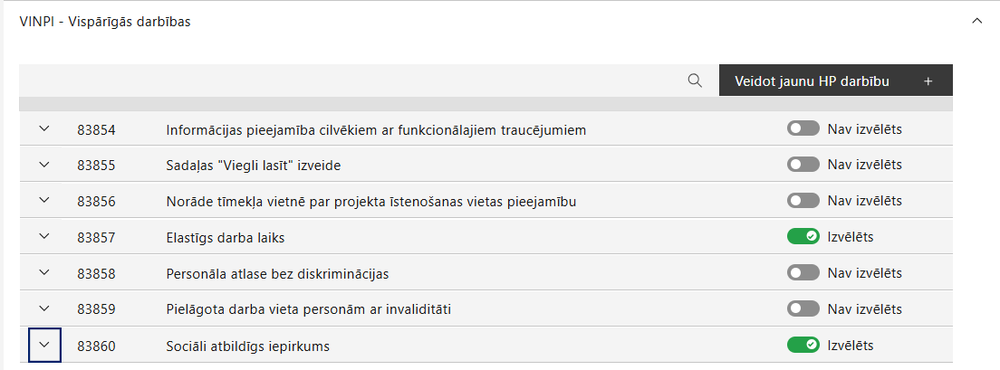 VINPI - Vispārīgās darbības
Veidot jaunu HP darbību +
83854 Informācijas pieejamība cilvēkiem ar funkcionālajiem traucējumiem Nav izvēlēts
83855 Sadaļas "Viegli lasīt" izveide Nav izvēlēts
83856 Norāde tīmekļa vietnē par projekta īstenošanas vietas pieejamību Nav izvēlēts
83857 Elastīgs darba laiks Izvēlēts
83858 Personāla atlase bez diskriminācijas Nav izvēlēts
83859 Pielāgota darba vieta personām ar invaliditāti Nav izvēlēts
83860 Sociāli atbildīgs iepirkums Izvēlēts